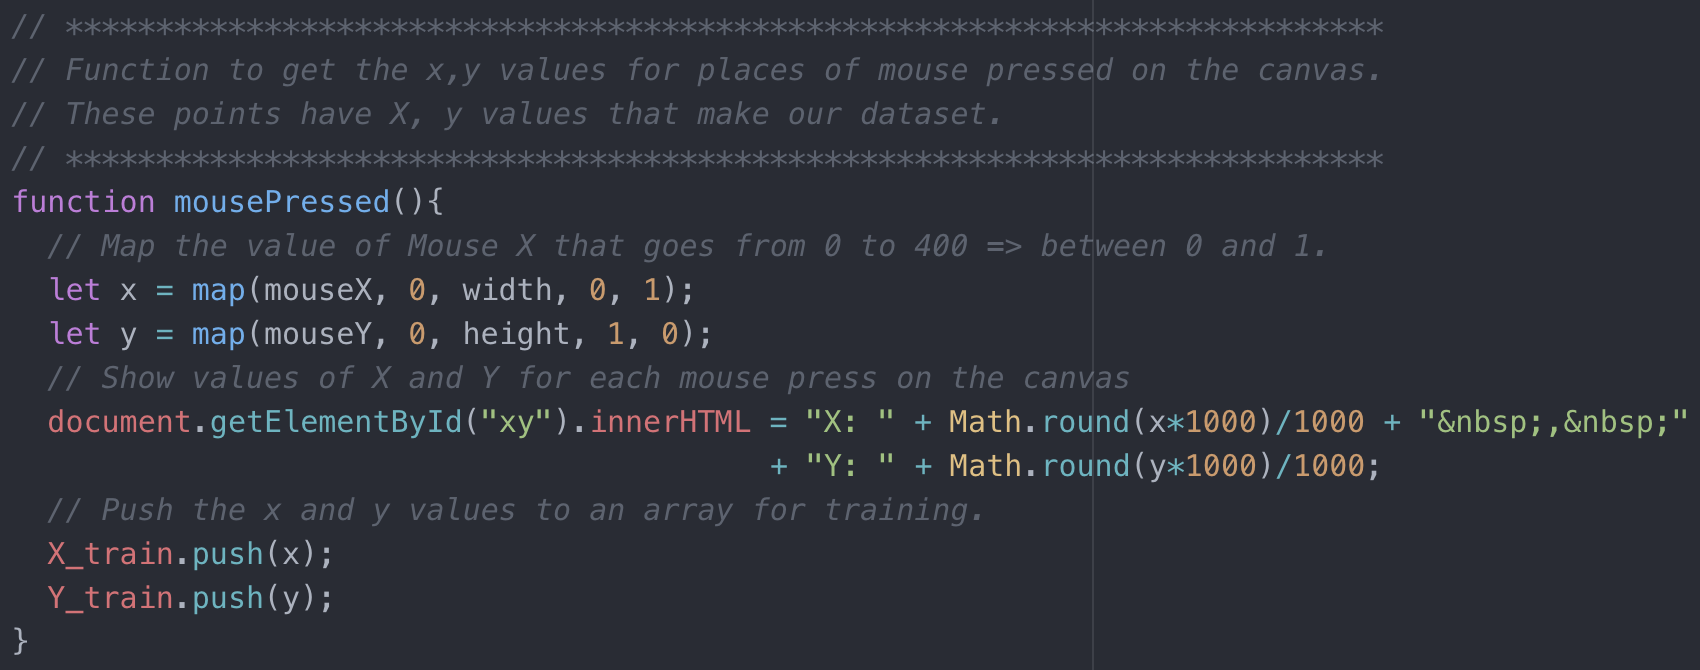 // *************************************************************************
// Function to get the x,y values for places of mouse pressed on the canvas.
// These points have X, y values that make our dataset.
// *************************************************************************
function mousePressed(){
  // Map the value of Mouse X that goes from 0 to 400 => between 0 and 1.
  let x = map(mouseX, 0, width, 0, 1);
  let y = map(mouseY, 0, height, 1, 0);
  // Show values of X and Y for each mouse press on the canvas
  document.getElementById("xy").innerHTML = "X: " + Math.round(x*1000)/1000 + "&nbsp;,&nbsp;"
                                          + "Y: " + Math.round(y*1000)/1000;
  // Push the x and y values to an array for training.
  X_train.push(x);
  Y_train.push(y);
}